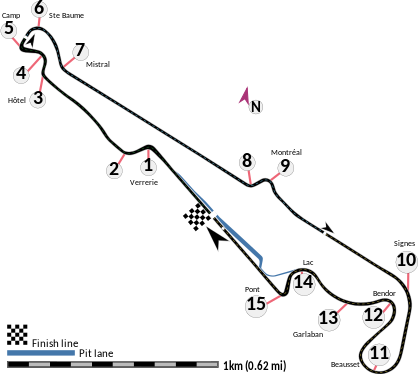 6
Camp
Ste Baume
5
7
4
Mistral
3
Hôtel
N
Montréal
8
9
2
1
Verrerie
Signes
10
Lac
14
Pont
15
Bendor
13
12
Garlaban
11
Beausset
Finish line
Pit lane
1km (0.62 mi)